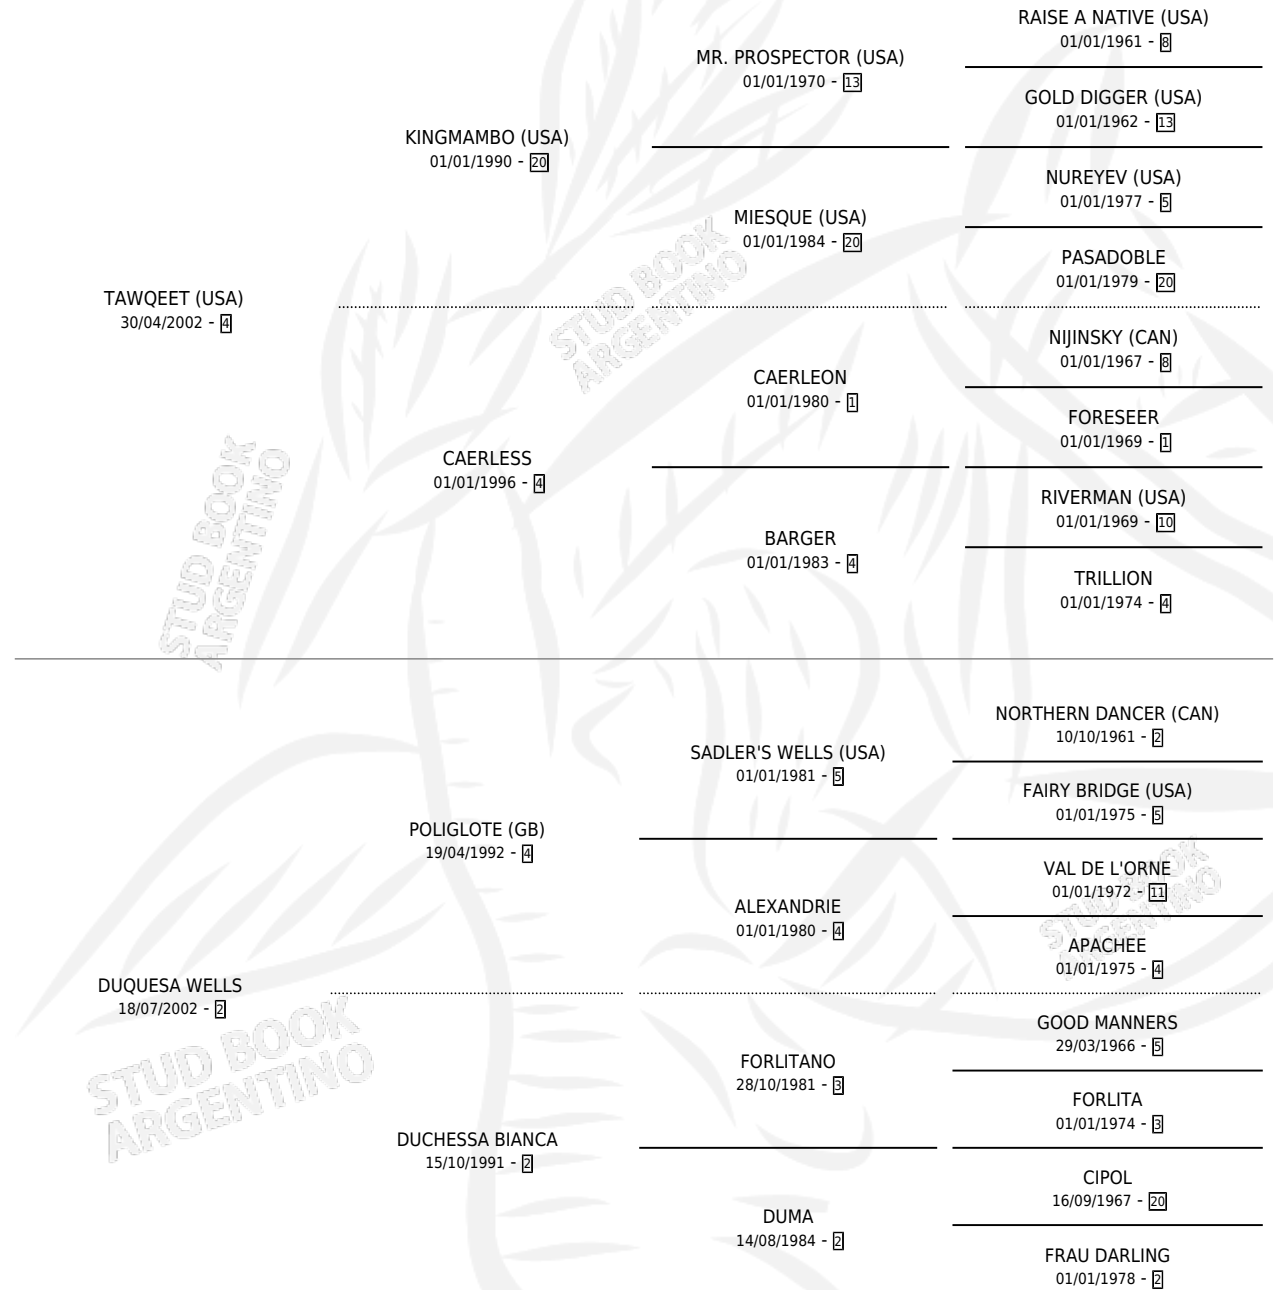 RAISE A NATIVE (USA)
01/01/1961 - 8
MR. PROSPECTOR (USA)
01/01/1970 - 13
GOLD DIGGER (USA)
01/01/1962 - 13
KINGMAMBO (USA)
01/01/1990 - 20
NUREYEV (USA)
01/01/1977 - 5
MIESQUE (USA)
01/01/1984 - 20
PASADOBLE
01/01/1979 - 20
TAWQEET (USA)
30/04/2002 - 4
NIJINSKY (CAN)
01/01/1967 - 8
CAERLEON
01/01/1980 - 1
FORESEER
01/01/1969 - 1
CAERLESS
01/01/1996 - 4
RIVERMAN (USA)
01/01/1969 - 10
BARGER
01/01/1983 - 4
TRILLION
01/01/1974 - 4
STUD BOOK
ARGENTINO
STUD BOOK
ARGENTINO
NORTHERN DANCER (CAN)
10/10/1961 - 2
SADLER'S WELLS (USA)
01/01/1981 - 5
FAIRY BRIDGE (USA)
01/01/1975 - 5
POLIGLOTE (GB)
19/04/1992 - 4
VAL DE L'ORNE
01/01/1972 - 11
ALEXANDRIE
01/01/1980 - 4
APACHEE
01/01/1975 - 4
STUD BOOK
ARGENTINO
DUQUESA WELLS
18/07/2002 - 2
GOOD MANNERS
29/03/1966 - 5
FORLITANO
28/10/1981 - 3
FORLITA
01/01/1974 - 3
DUCHESSA BIANCA
15/10/1991 - 2
CIPOL
16/09/1967 - 20
DUMA
14/08/1984 - 2
FRAU DARLING
01/01/1978 - 2
STUD BOOK
ARGENTINO